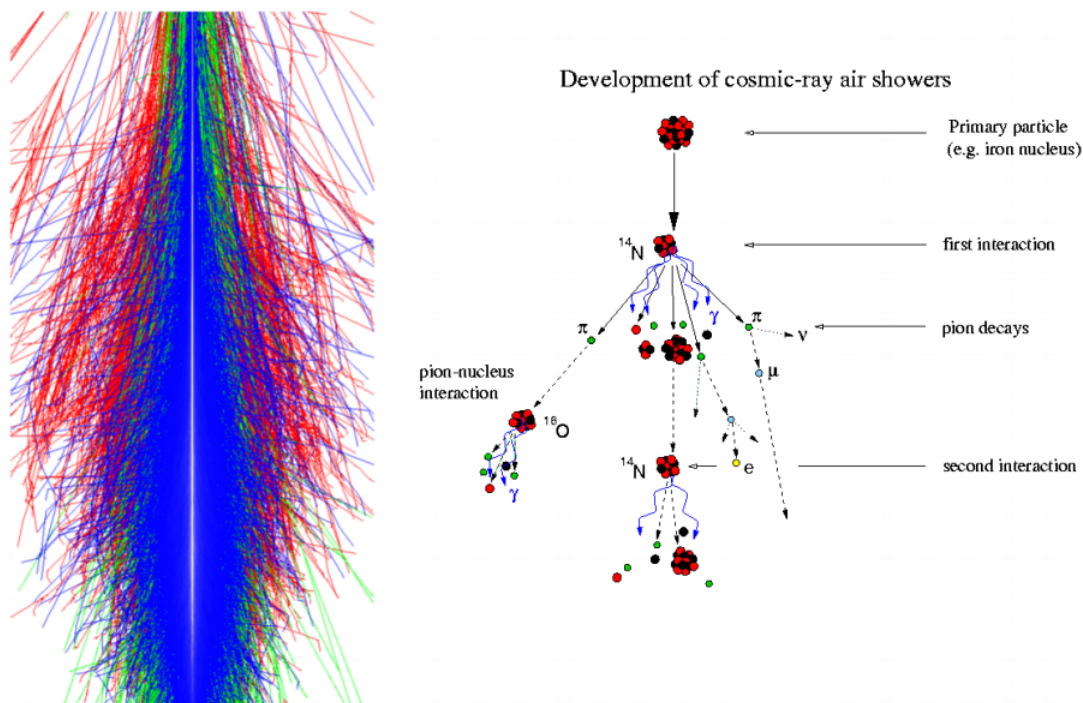 Development of cosmic-ray air showers
Primary particle
(e.g. iron nucleus)
¹⁴N
first interaction
γ
π
π
ν
pion decays
μ
pion-nucleus
interaction
¹⁶O
¹⁴N
e
second interaction
γ